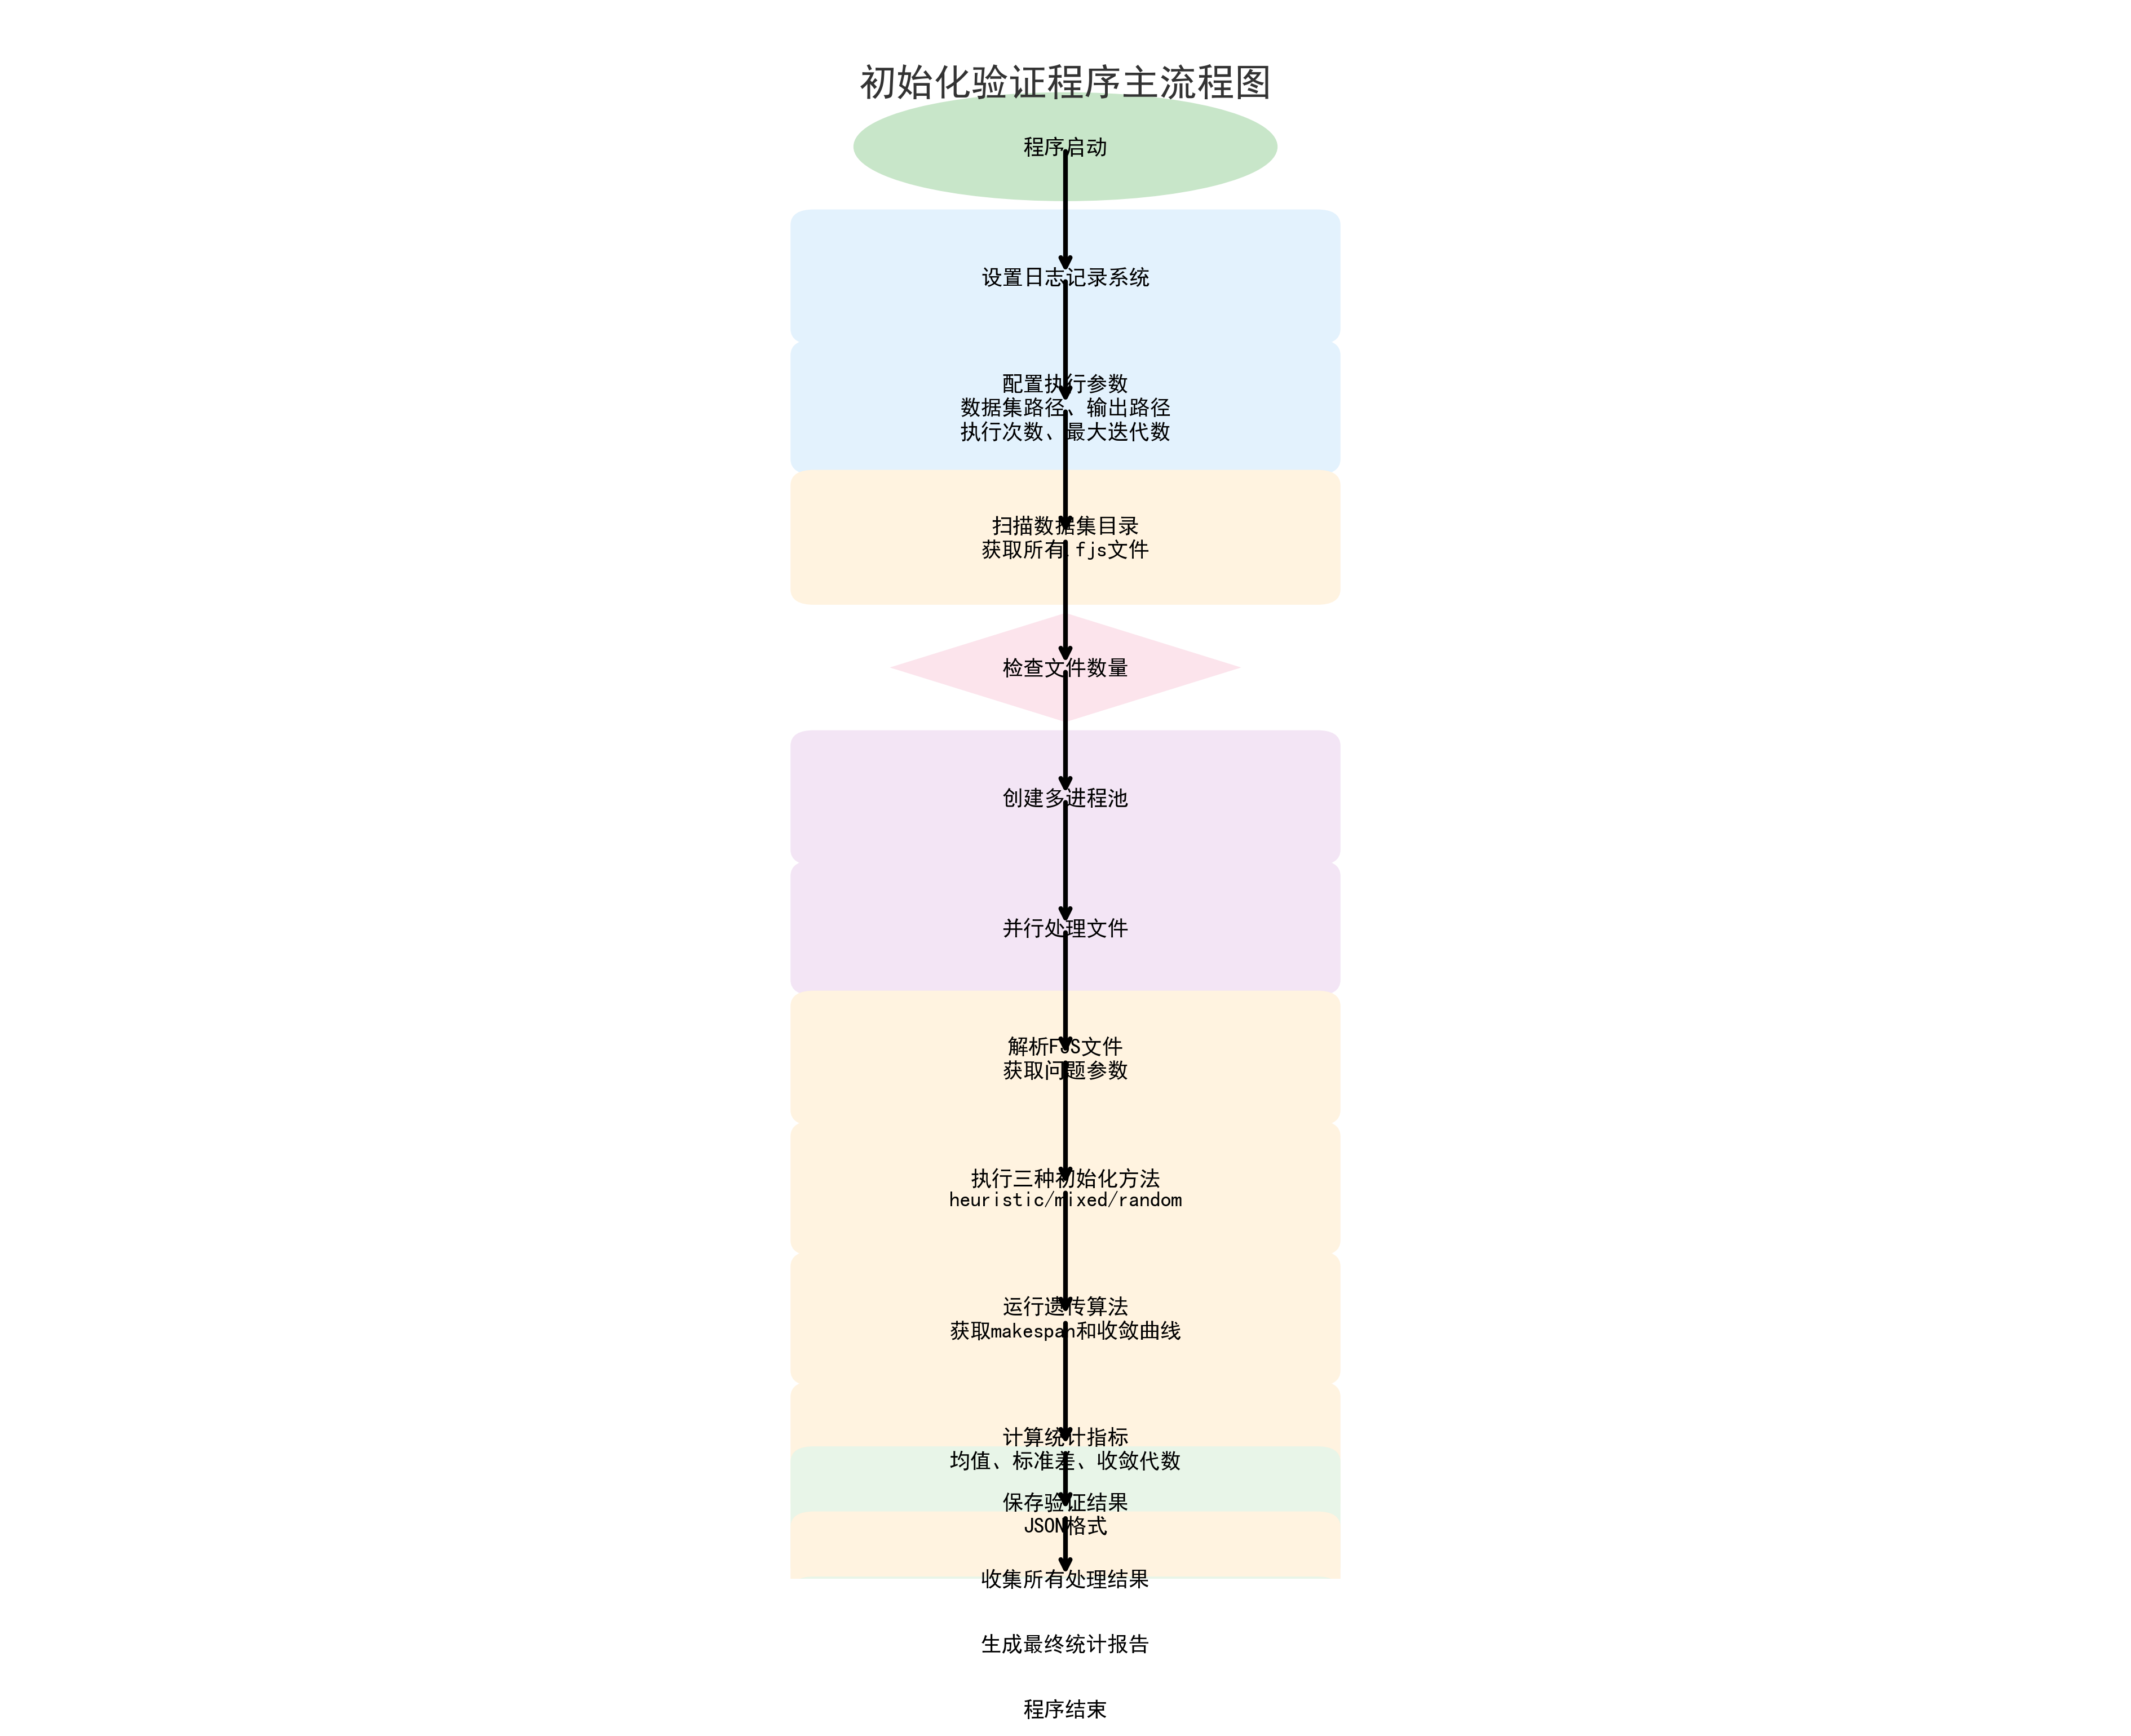 初始化验证程序主流程图
程序启动
设置日志记录系统
配置执行参数
数据集路径、输出路径
执行次数、最大迭代数
扫描数据集目录
获取所有.fjs文件
检查文件数量
创建多进程池
并行处理文件
解析FJS文件
获取问题参数
执行三种初始化方法
heuristic/mixed/random
运行遗传算法
获取makespan和收敛曲线
计算统计指标
均值、标准差、收敛代数
保存验证结果
JSON格式
收集所有处理结果
生成最终统计报告
程序结束